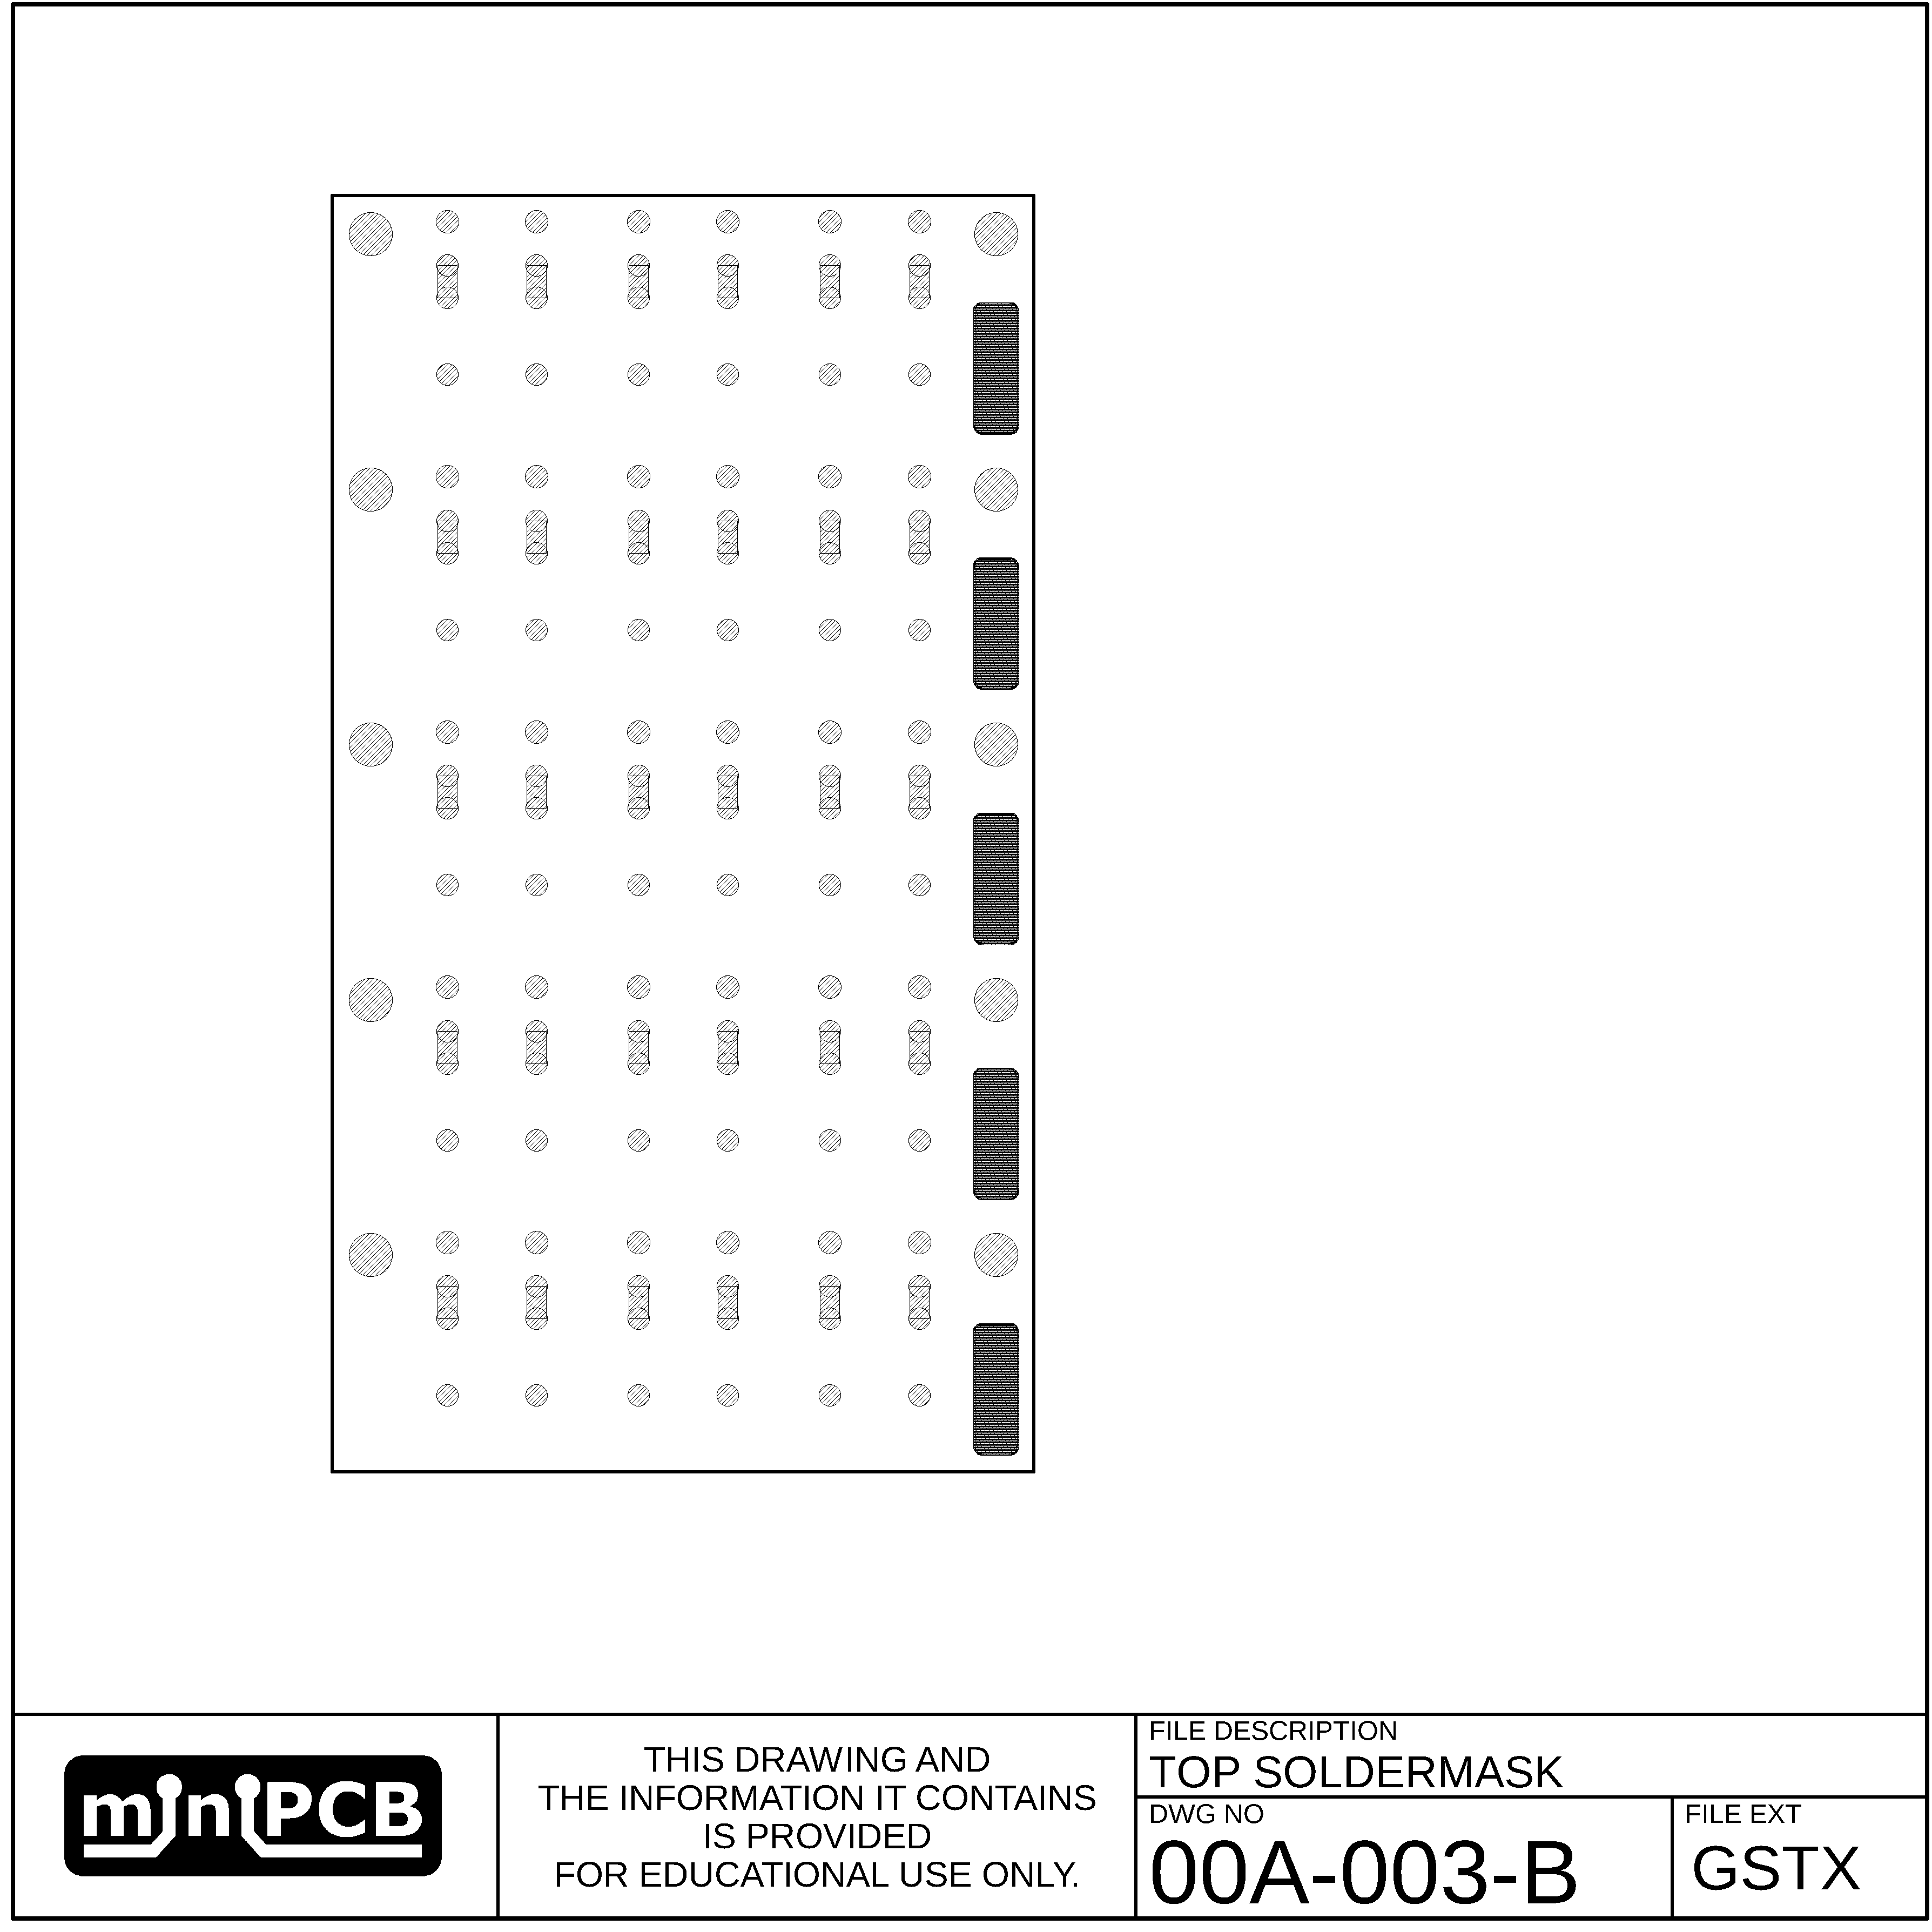 miniPCB
THIS DRAWING AND
THE INFORMATION IT CONTAINS
IS PROVIDED
FOR EDUCATIONAL USE ONLY.
FILE DESCRIPTION
TOP SOLDERMASK
DWG NO
00A-003-B
FILE EXT
GSTX